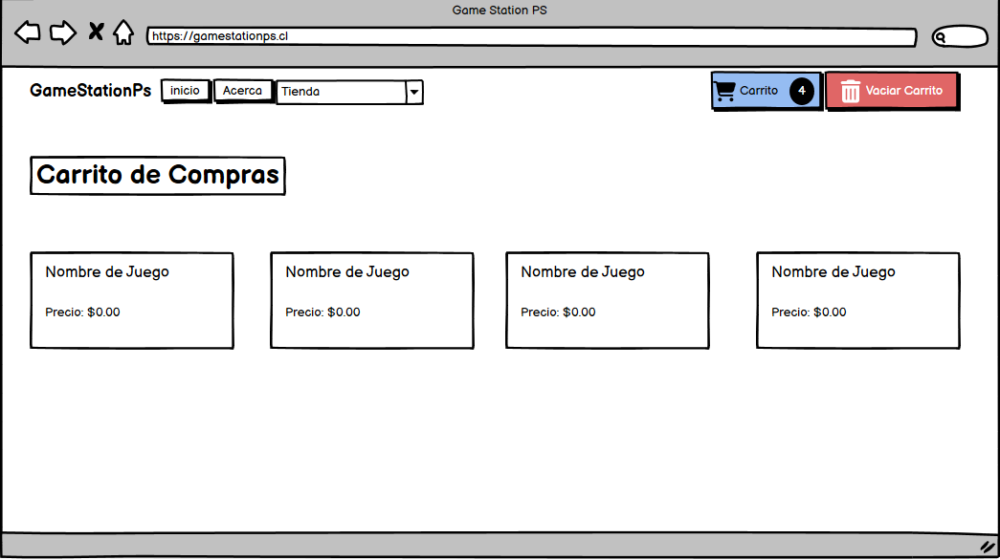 Game Station PS
https://gamestationps.cl
GameStationPs inicio Acerca Tienda Carrito 4 Vaciar Carrito
Carrito de Compras
Nombre de Juego Nombre de Juego Nombre de Juego Nombre de Juego
Precio: $0.00 Precio: $0.00 Precio: $0.00 Precio: $0.00